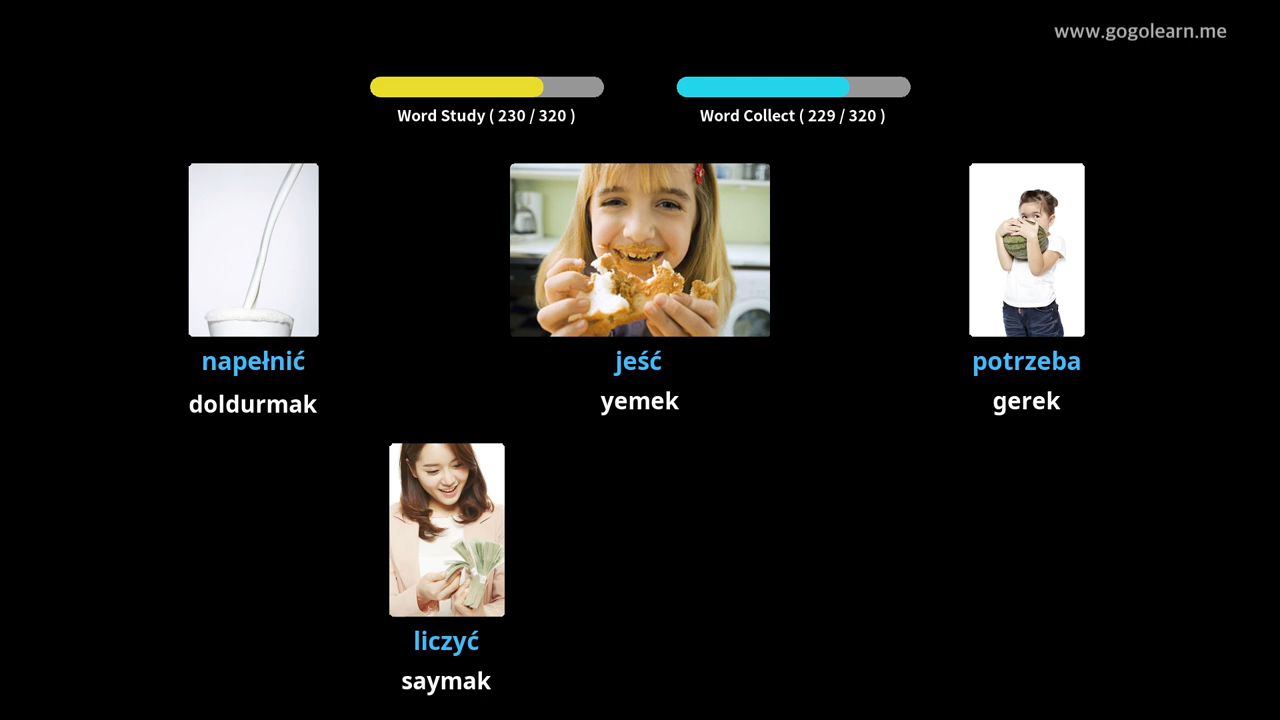 www.gogolearn.me
Word Study ( 230 / 320 )
Word Collect ( 229 / 320 )
napełnić
jeść
potrzeba
doldurmak
yemek
gerek
liczyć
saymak